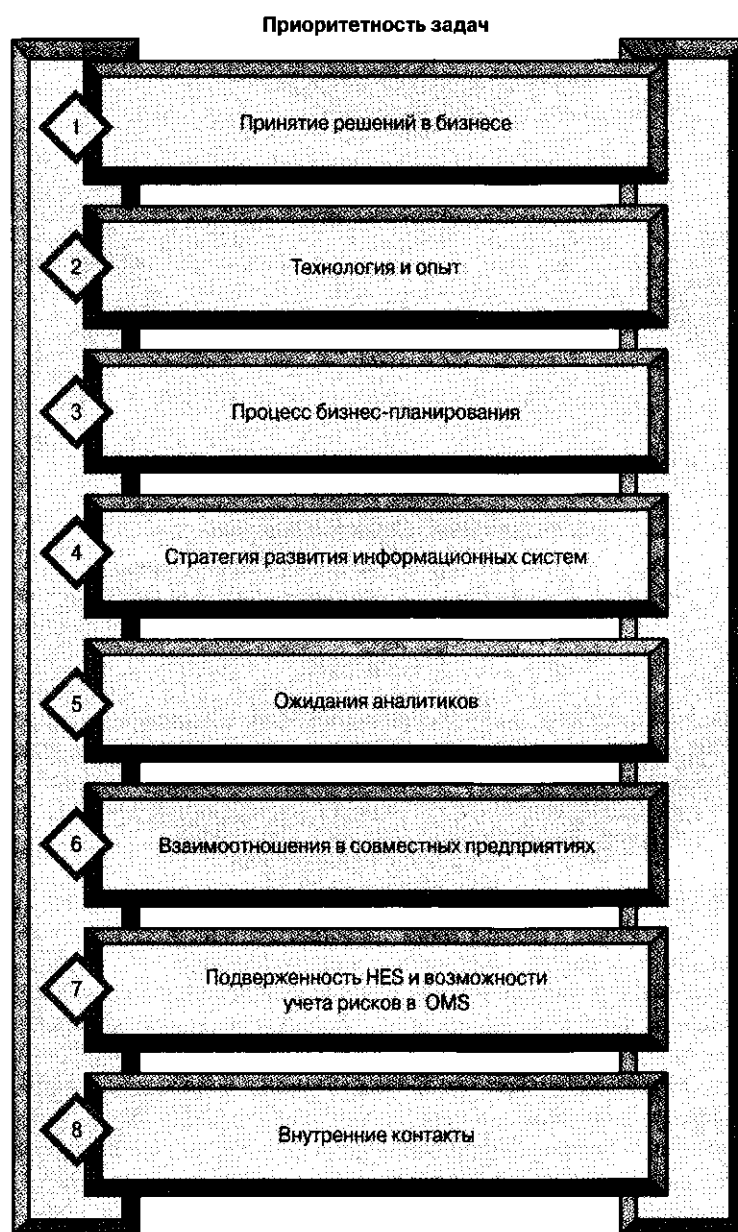 Приоритетность задач
1
Принятие решений в бизнесе
2
Технология и опыт
3
Процесс бизнес-планирования
4
Стратегия развития информационных систем
5
Ожидания аналитиков
6
Взаимоотношения в совместных предприятиях
7
Подверженность HES и возможности
учета рисков в OMS
8
Внутренние контакты